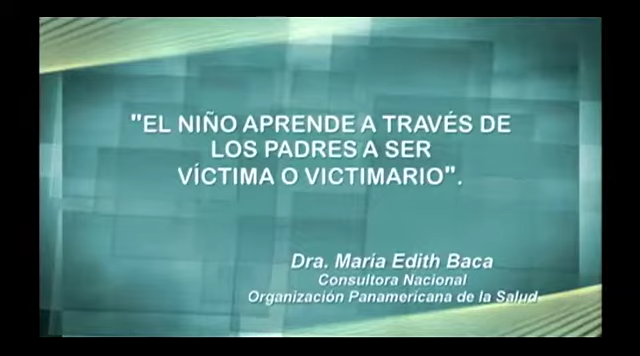 "EL NIÑO APRENDE A TRAVÉS DE
LOS PADRES A SER
VÍCTIMA O VICTIMARIO".
Dra. María Edith Baca
Consultora Nacional
Organización Panamericana de la Salud